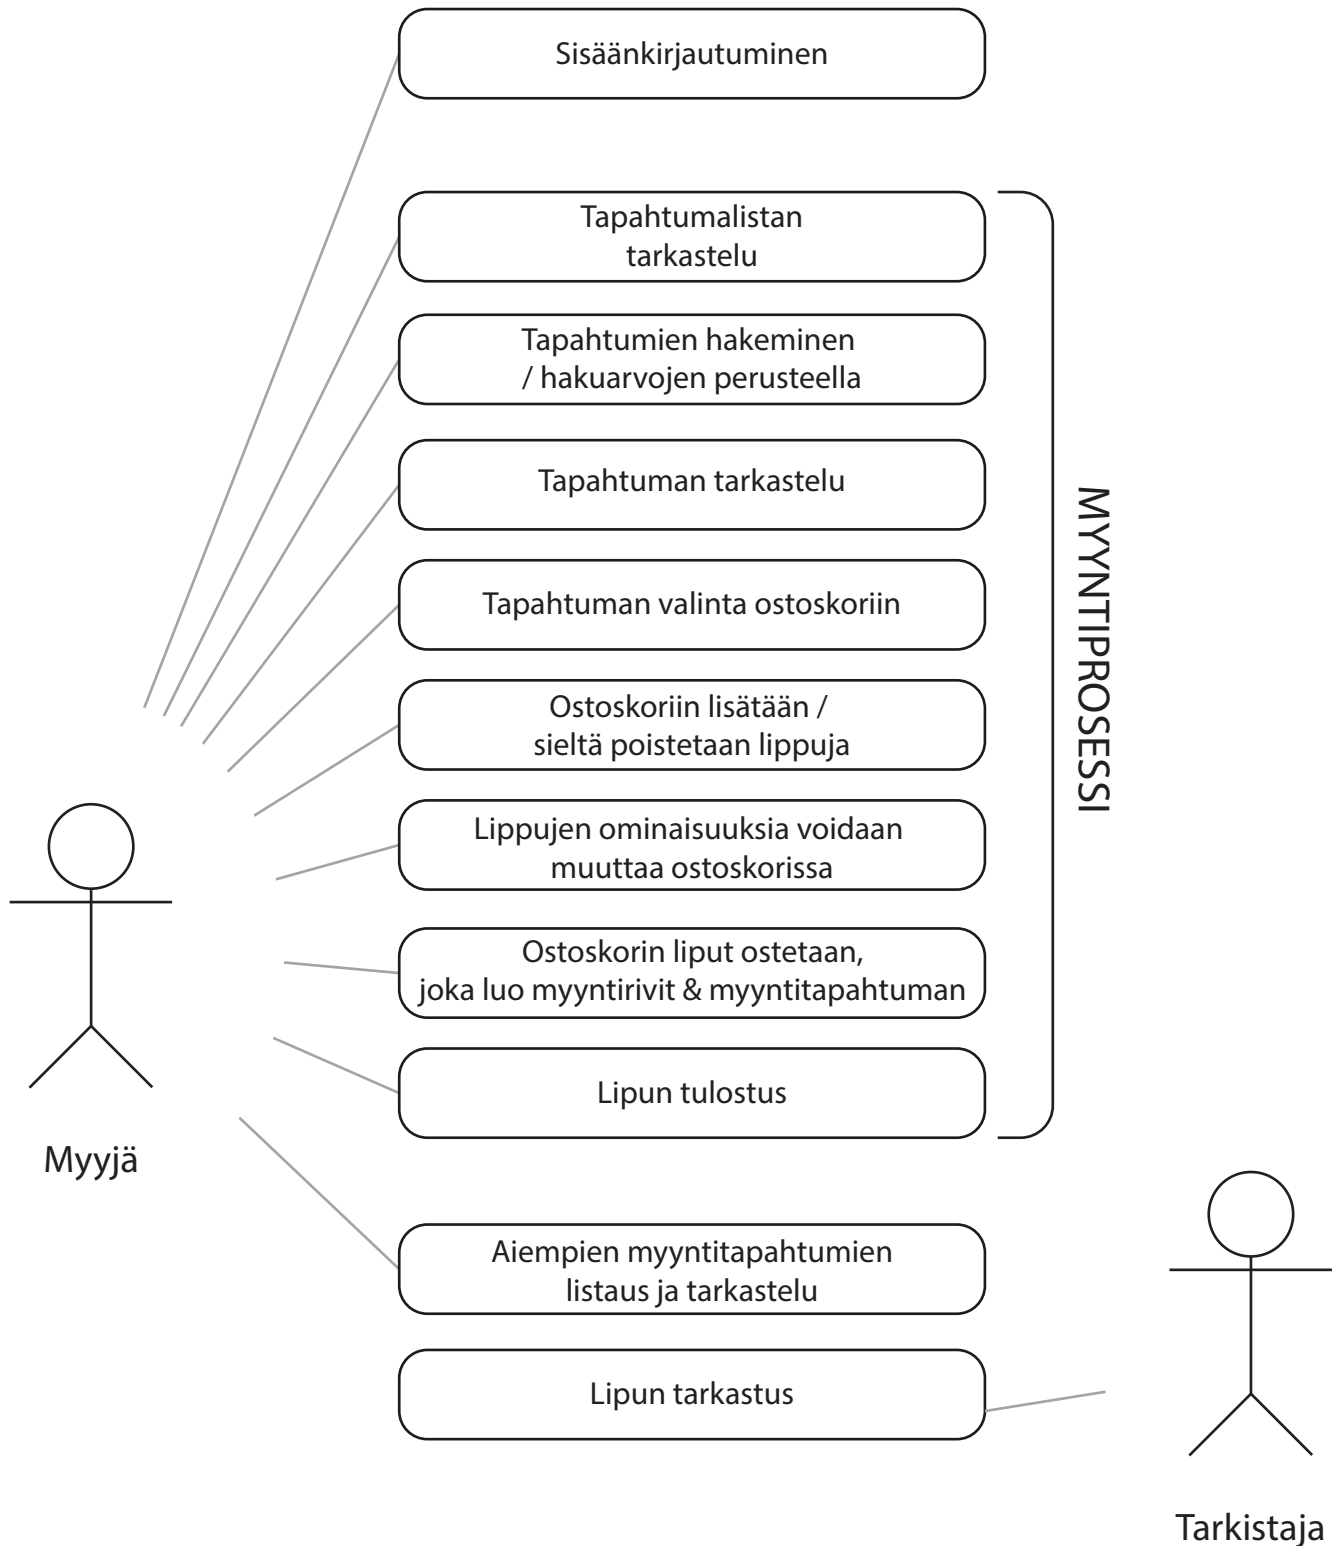 Sisäänkirjautuminen
Tapahtumalistan
tarkastelu
Tapahtumien hakeminen
/ hakuarvojen perusteella
Tapahtuman tarkastelu
Tapahtuman valinta ostoskoriin
Ostoskoriin lisätään /
sieltä poistetaan lippuja
Lippujen ominaisuuksia voidaan
muuttaa ostoskorissa
Ostoskorin liput ostetaan,
joka luo myyntirivit & myyntitapahtuman
Lipun tulostus
MYYNTIPROSESSI
Myyjä
Aiempien myyntitapahtumien
listaus ja tarkastelu
Lipun tarkastus
Tarkistaja